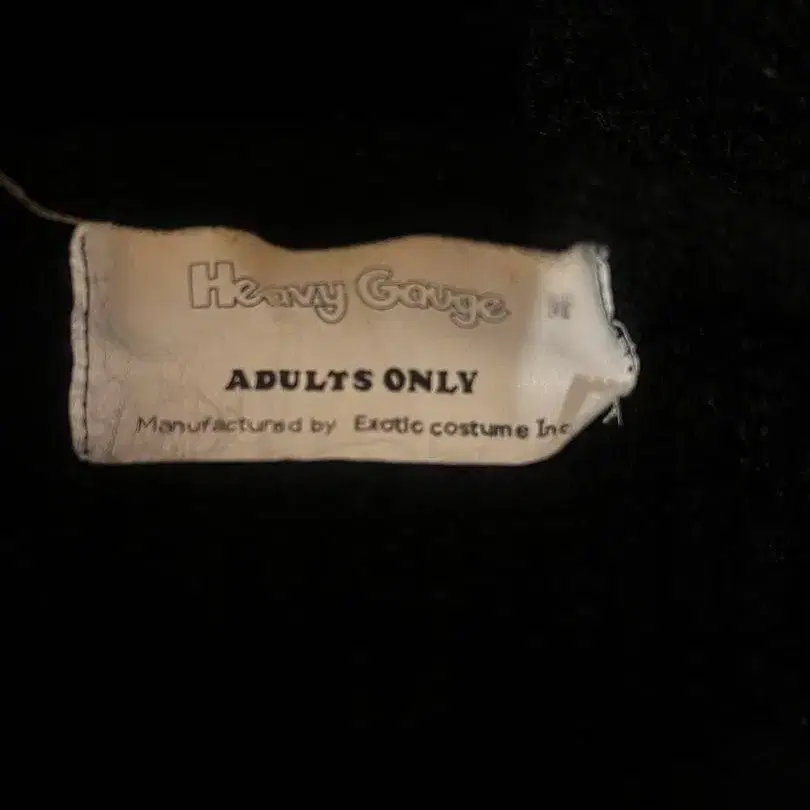 Heavy Gauge M
ADULTS ONLY
Manufactured by Exotic costume Inc